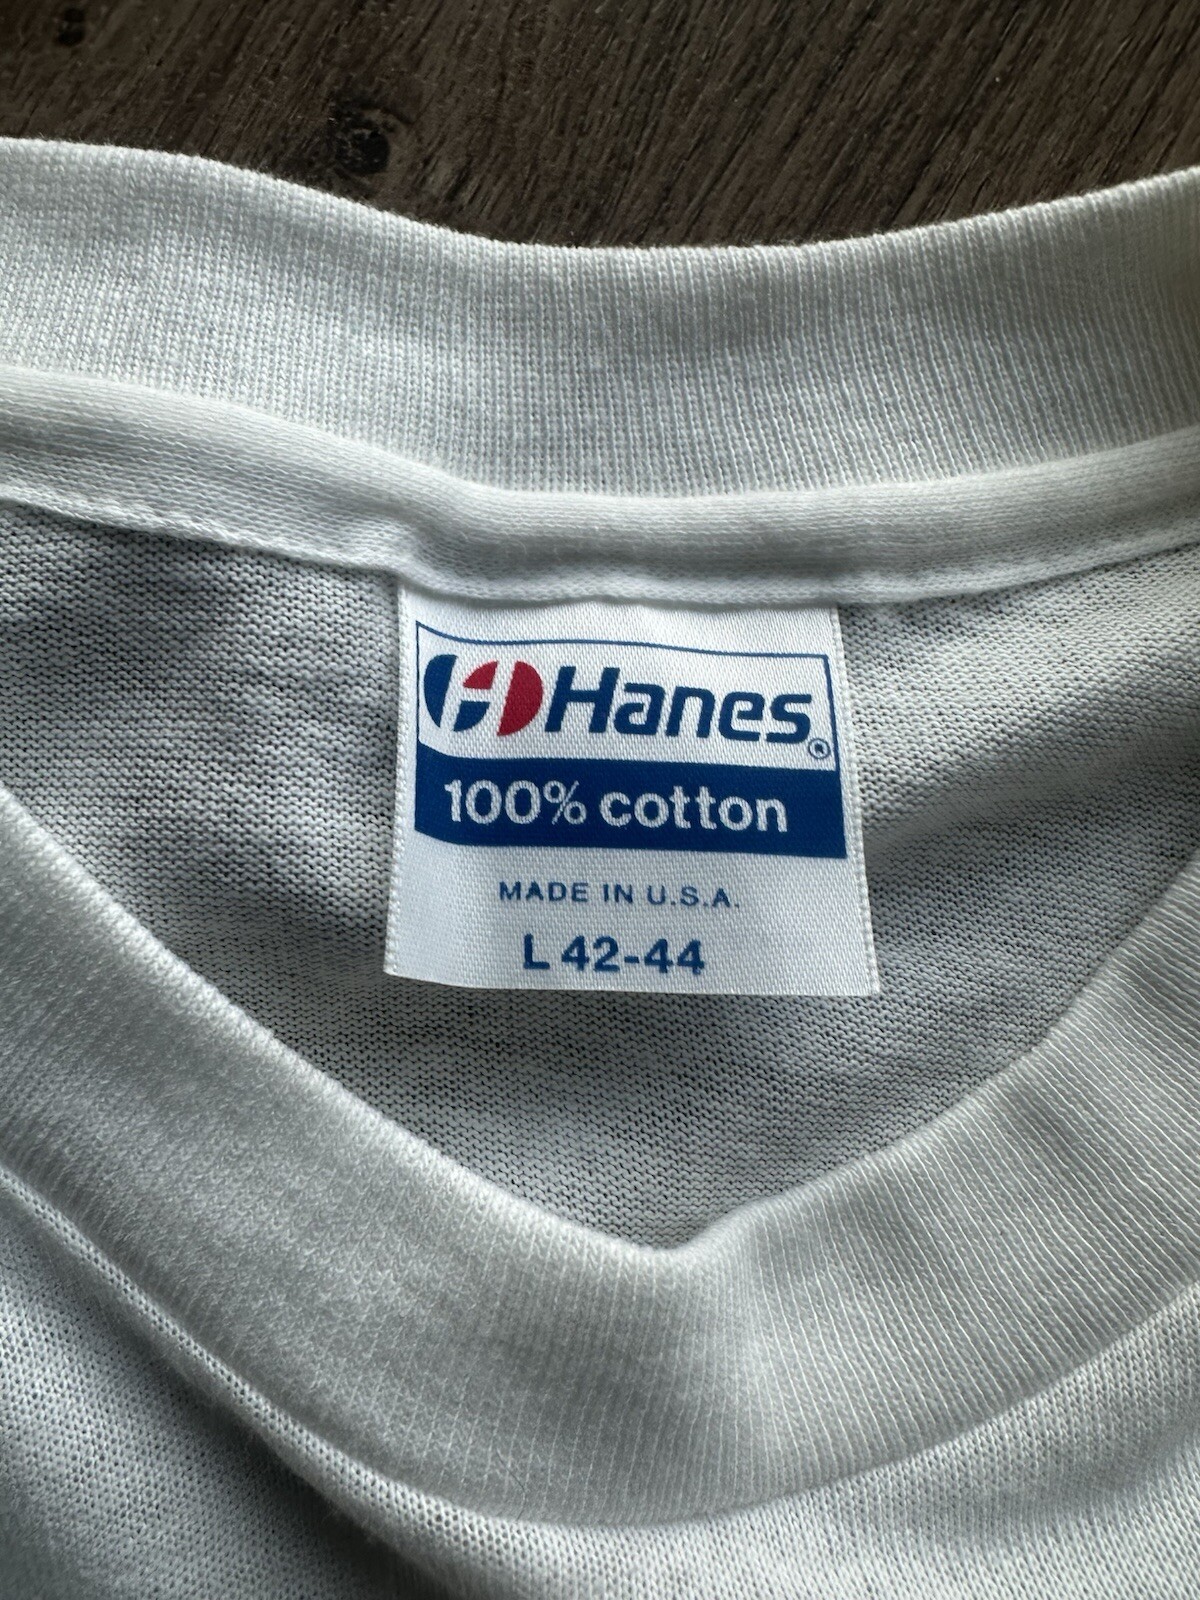 Hanes®
100% cotton
MADE IN U.S.A.
L 42-44